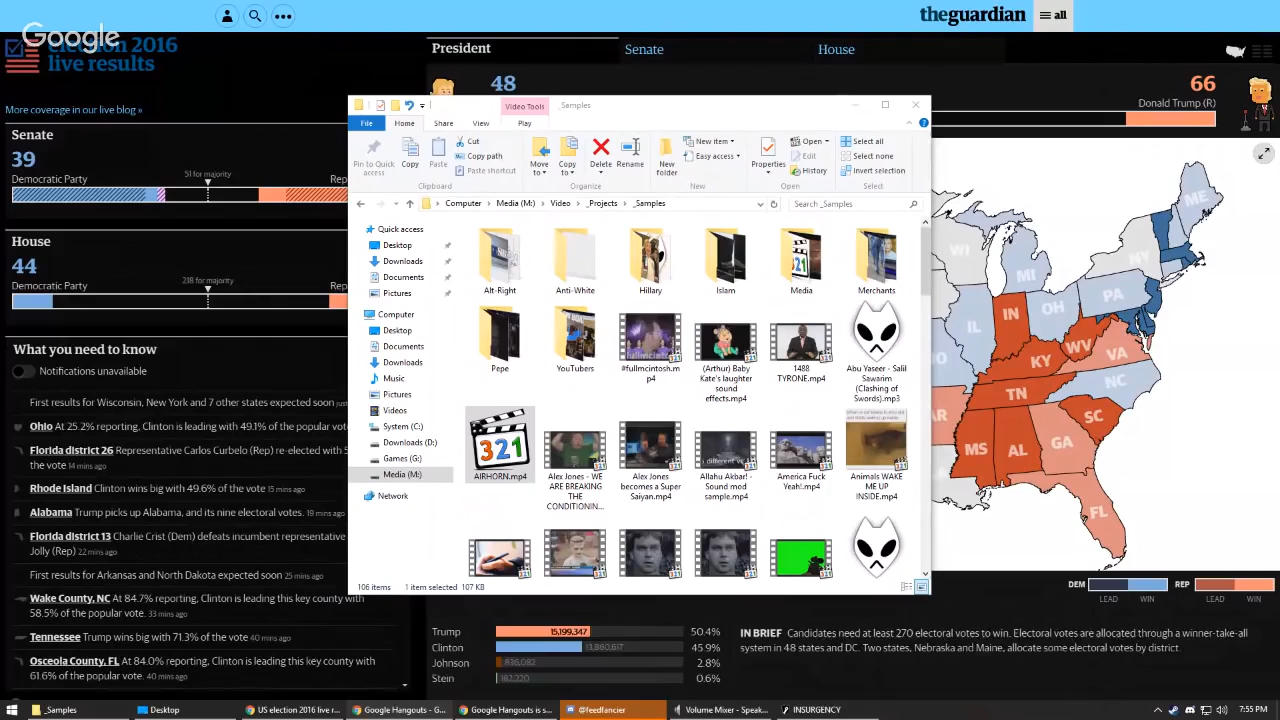 theguardian
all
Google
election 2016
live results
President
Senate
House
More coverage in our live blog »
48
66
Donald Trump (R)
Senate
39
51 for majority
Democratic Party
Rep
House
44
218 for majority
Democratic Party
Rep
What you need to know
Notifications unavailable
First results for Wisconsin, New York and 7 other states expected soon just
Ohio At 25.2% reporting, Clinton is leading with 49.1% of the popular vote
Florida district 26 Representative Carlos Curbelo (Rep) re-elected with 5
the vote 14 mins ago
Rhode Island Clinton wins big with 49.6% of the vote 15 mins ago
Alabama Trump picks up Alabama, and its nine electoral votes. 19 mins ago
Florida district 13 Charlie Crist (Dem) defeats incumbent representative
Jolly (Rep) 22 mins ago
First results for Arkansas and North Dakota expected soon 25 mins ago
Wake County, NC At 84.7% reporting, Clinton is leading this key county with
58.5% of the popular vote. 33 mins ago
Tennessee Trump wins big with 71.3% of the vote 40 mins ago
Osceola County, FL At 84.0% reporting, Clinton is leading this key county with
61.6% of the popular vote. 40 mins ago
Video Tools
_Samples
File
Home
Share
View
Play
Pin to Quick
access
Copy
Paste
Cut
Copy path
Paste shortcut
Clipboard
Move
to
Copy
to
Delete
Rename
Organize
New
folder
New item
Easy access
New
Properties
Open
Edit
History
Open
Select all
Select none
Invert selection
Select
Computer
Media (M:)
Video
_Projects
_Samples
Search _Samples
Quick access
Desktop
Downloads
Documents
Pictures
Computer
Desktop
Documents
Downloads
Music
Pictures
Videos
System (C:)
Downloads (D:)
Games (G:)
Media (M:)
Network
Alt-Right
Anti-White
Hillary
Islam
Media
Merchants
Pepe
YouTubers
#fullmcintosh.m
p4
(Arthur) Baby
Kate's laughter
sound
effects.mp4
1488
TYRONE.mp4
Abu Yaseer - Salil
Sawarim
(Clashing of
Swords).mp3
AIRHORN.mp4
Alex Jones - WE
ARE BREAKING
THE
CONDITIONIN...
Alex Jones
becomes a Super
Saiyan.mp4
Allahu Akbar! -
Sound mod
sample.mp4
America Fuck
Yeah!.mp4
Animals WAKE
ME UP
INSIDE.mp4
106 items
1 item selected 107 KB
ME
WI
MI
NY
PA
IL
IN
OH
WV
VA
KY
NC
TN
SC
AR
MS
AL
GA
FL
DEM
LEAD
WIN
REP
LEAD
WIN
Trump
15,199,347
50.4%
Clinton
13,860,617
45.9%
Johnson
836,082
2.8%
Stein
182,220
0.6%
IN BRIEF Candidates need at least 270 electoral votes to win. Electoral votes are allocated through a winner-take-all
system in 48 states and DC. Two states, Nebraska and Maine, allocate some electoral votes by district.
_Samples
Desktop
US election 2016 live r...
Google Hangouts - G...
Google Hangouts is s...
@feedfancier
Volume Mixer - Speak...
INSURGENCY
7:55 PM